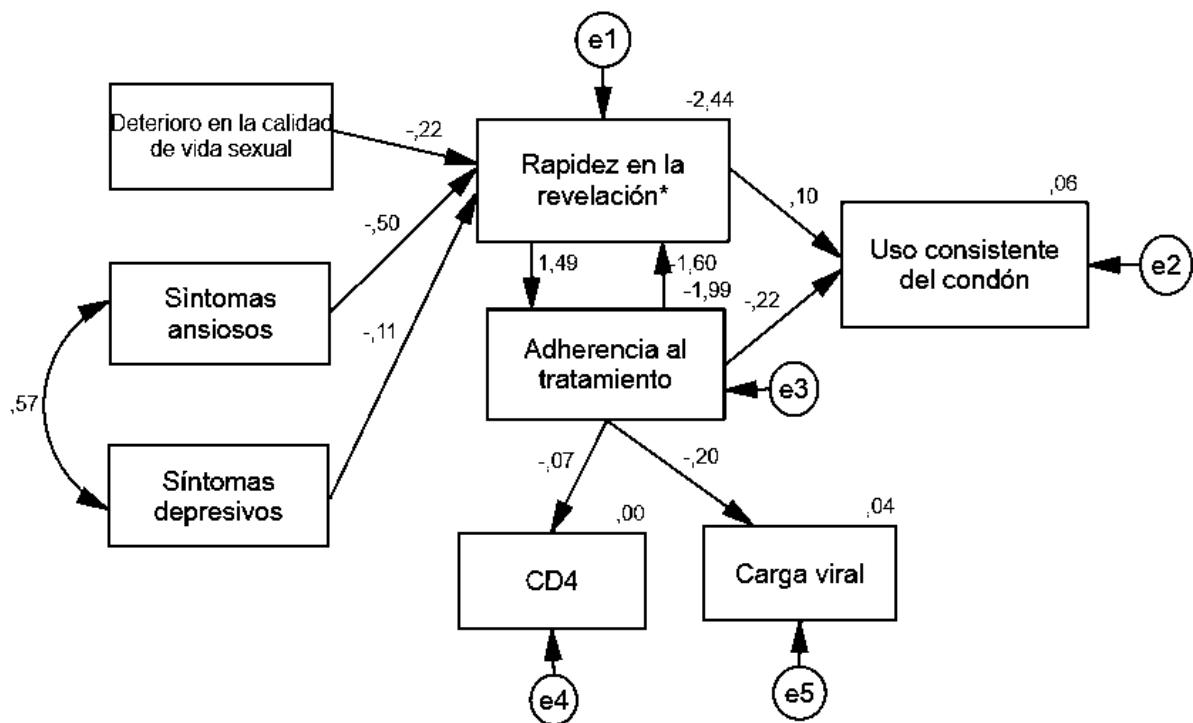 e1
-2,44
Deterioro en la calidad
de vida sexual
-,22
Rapidez en la
revelación*
,06
,10
-,50
Uso consistente
del condón
e2
1,49
-1,60
-1,99
-,22
Síntomas
ansiosos
-,11
Adherencia al
tratamiento
e3
,57
-,07
-,20
Síntomas
depresivos
,00
,04
CD4
Carga viral
e4
e5